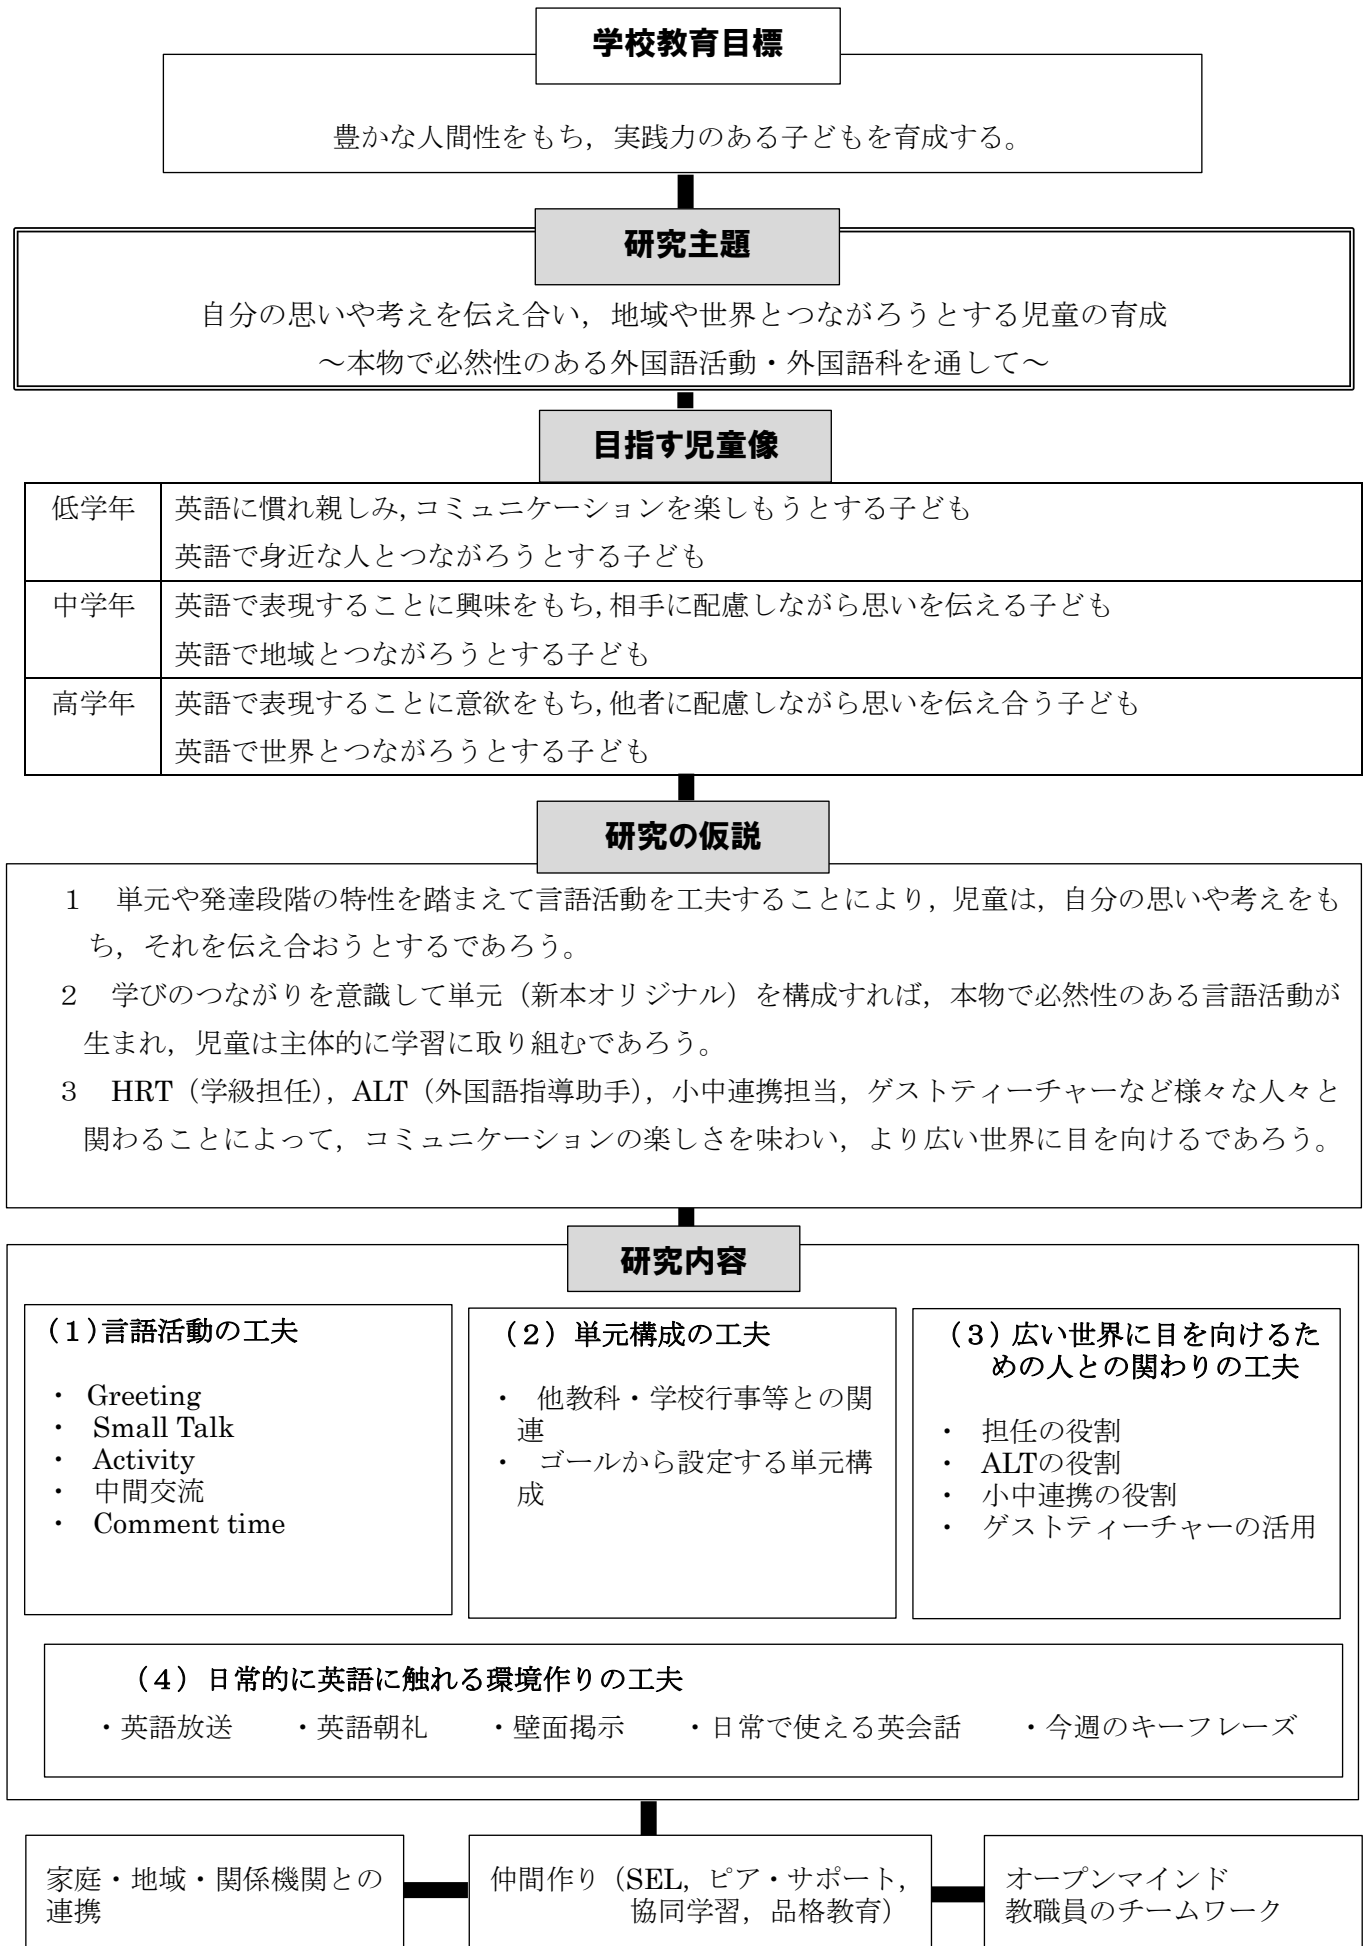 学校教育目標
豊かな人間性をもち，実践力のある子どもを育成する。
研究主題
自分の思いや考えを伝え合い，地域や世界とつながろうとする児童の育成
～本物で必然性のある外国語活動・外国語科を通して～
目指す児童像
低学年 英語に慣れ親しみ,コミュニケーションを楽しもうとする子ども
英語で身近な人とつながろうとする子ども
中学年 英語で表現することに興味をもち,相手に配慮しながら思いを伝える子ども
英語で地域とつながろうとする子ども
高学年 英語で表現することに意欲をもち,他者に配慮しながら思いを伝え合う子ども
英語で世界とつながろうとする子ども
研究の仮説
１　単元や発達段階の特性を踏まえて言語活動を工夫することにより，児童は，自分の思いや考えをも
ち，それを伝え合おうとするであろう。
２　学びのつながりを意識して単元（新本オリジナル）を構成すれば，本物で必然性のある言語活動が
生まれ，児童は主体的に学習に取り組むであろう。
３　HRT（学級担任），ALT（外国語指導助手），小中連携担当，ゲストティーチャーなど様々な人々と
関わることによって，コミュニケーションの楽しさを味わい，より広い世界に目を向けるであろう。
研究内容
（１）言語活動の工夫
・ Greeting
・ Small Talk
・ Activity
・ 中間交流
・ Comment time
（２）単元構成の工夫
・ 他教科・学校行事等との関
連
・ ゴールから設定する単元構
成
（３）広い世界に目を向けるた
めの人との関わりの工夫
・ 担任の役割
・ ALTの役割
・ 小中連携の役割
・ ゲストティーチャーの活用
（４）日常的に英語に触れる環境作りの工夫
・英語放送　・英語朝礼　・壁面掲示　・日常で使える英会話　・今週のキーフレーズ
家庭・地域・関係機関との
連携
仲間作り（SEL，ピア・サポート，
協同学習，品格教育）
オープンマインド
教職員のチームワーク